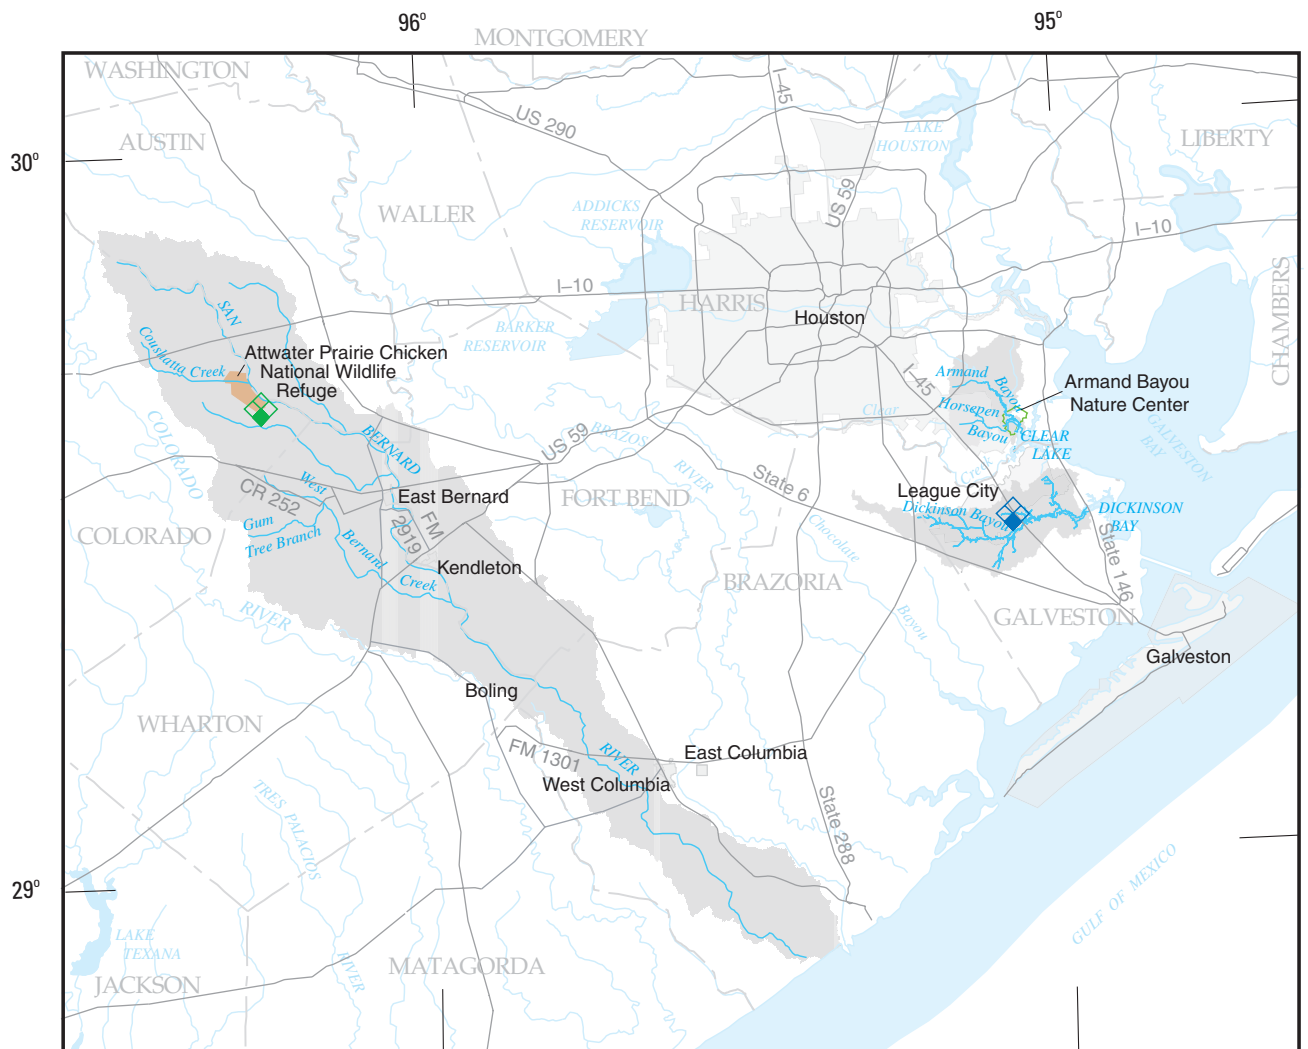 96°
95°
MONTGOMERY
WASHINGTON
I–45
US 290
AUSTIN
LAKE
HOUSTON
LIBERTY
30°
US 59
WALLER
ADDICKS
RESERVOIR
I–10
I–10
CHAMBERS
HARRIS
SAN
Houston
BARKER
RESERVOIR
Coushatta Creek
Attwater Prairie Chicken
National Wildlife
Refuge
I–45
Armand
Bayou
Armand Bayou
Nature Center
Horsepen
Bayou
Clear
Creek
CLEAR
LAKE
GALVESTON
BAY
COLORADO
BERNARD
US 59
BRAZOS
RIVER
State 6
West
CR 252
East Bernard
FORT BEND
League City
Dickinson Bayou
DICKINSON
BAY
Gum
Tree Branch
COLORADO
FM
2919
Bernard
Creek
Kendleton
Chocolate
Bayou
State 146
BRAZORIA
RIVER
GALVESTON
Galveston
Boling
WHARTON
FM 1301
RIVER
East Columbia
West Columbia
TRES PALACIOS
RIVER
State 288
29°
GULF OF MEXICO
LAKE
TEXANA
MATAGORDA
JACKSON